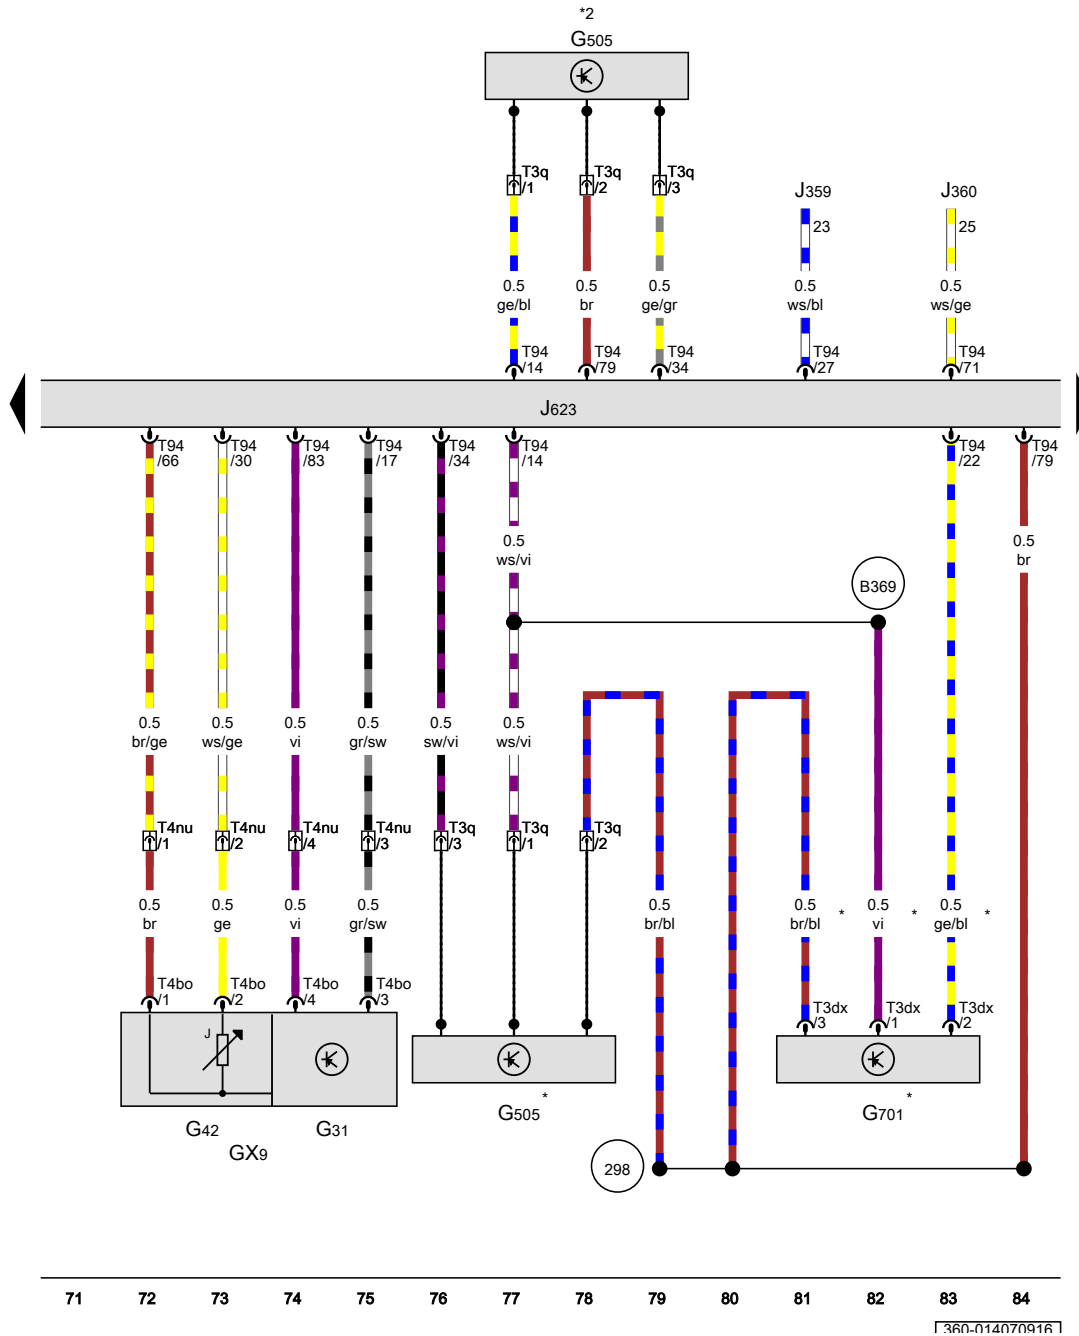 *2
G505
T3q T3q T3q
/1 /2 /3
J359 J360
23 25
0.5 0.5 0.5 0.5 0.5
ge/bl br ge/gr ws/bl ws/ge
T94 T94 T94 T94 T94
/14 /79 /34 /27 /71
J623
T94 T94 T94 T94 T94 T94 T94 T94
/66 /30 /83 /17 /34 /14 /22 /79
0.5 0.5
ws/vi br
B369
0.5 0.5 0.5 0.5 0.5 0.5
br/ge ws/ge vi gr/sw sw/vi ws/vi
T4nu T4nu T4nu T4nu T3q T3q T3q
/1 /2 /4 /3 /3 /1 /2
0.5 0.5 0.5 0.5 0.5 0.5 0.5 0.5
br ge vi gr/sw br/bl br/bl * vi * ge/bl *
T4bo T4bo T4bo T4bo
/1 /2 /4 /3
T3dx T3dx T3dx
/3 /1 /2
J
G42 G31 G505 * G701 *
GX9
298
71 72 73 74 75 76 77 78 79 80 81 82 83 84
360-014070916